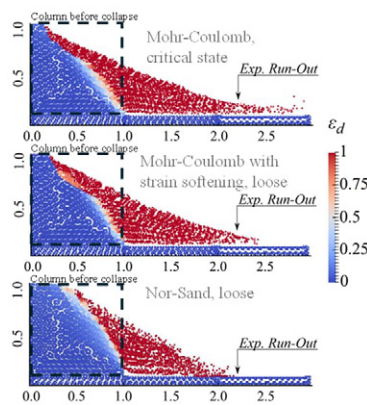 Column before collapse
1.0
Mohr-Coulomb,
critical state
0.5
Exp. Run-Out
0.0 0.5 1.0 1.5 2.0 2.5
Column before collapse
1.0
Mohr-Coulomb with
strain softening, loose
0.5
Exp. Run-Out
0.0 0.5 1.0 1.5 2.0 2.5
Column before collapse
1.0
Nor-Sand, loose
0.5
Exp. Run-Out
0.0 0.5 1.0 1.5 2.0 2.5
εd
1
0.75
0.5
0.25
0